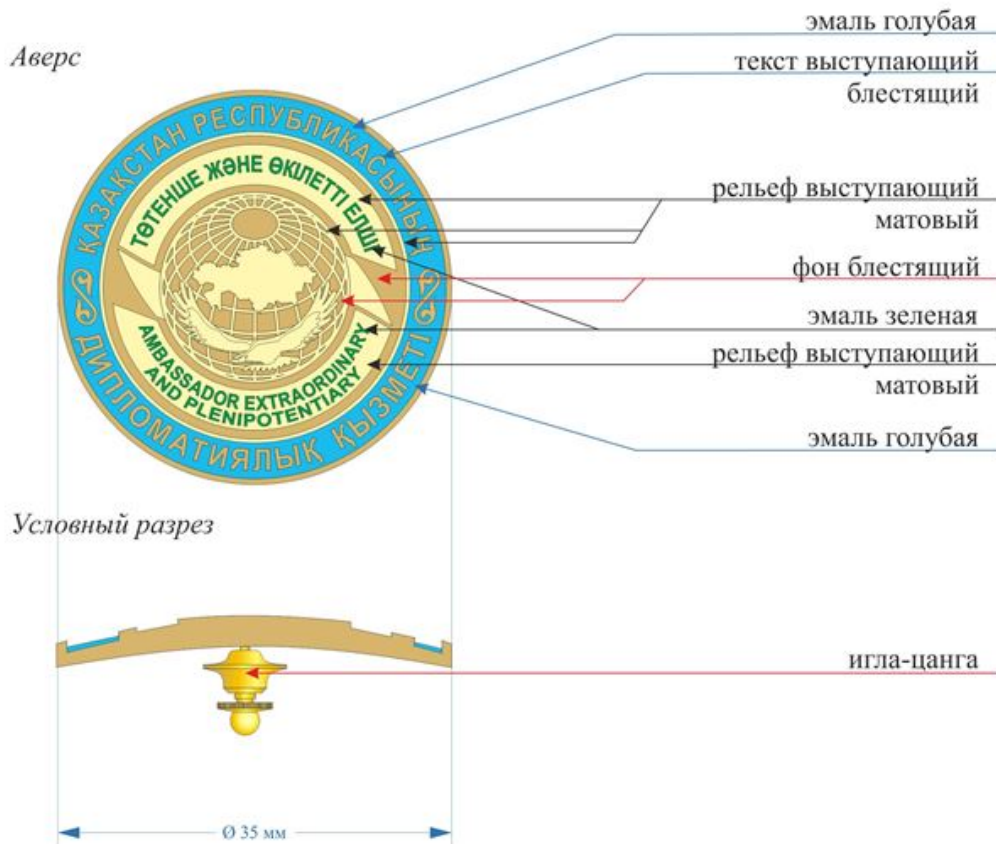 эмаль голубая
Аверс
текст выступающий
блестящий
ҚАЗАҚСТАН РЕСПУБЛИКАСЫНЫҢ
ТӨТЕНШЕ ЖӘНЕ ӨКІЛЕТТІ ЕЛШІ
рельеф выступающий
матовый
фон блестящий
эмаль зеленая
AMBASSADOR EXTRAORDINARY
AND PLENIPOTENTIARY
ДИПЛОМАТИЯЛЫҚ ҚЫЗМЕТІ
рельеф выступающий
матовый
эмаль голубая
Условный разрез
игла-цанга
Ø 35 мм